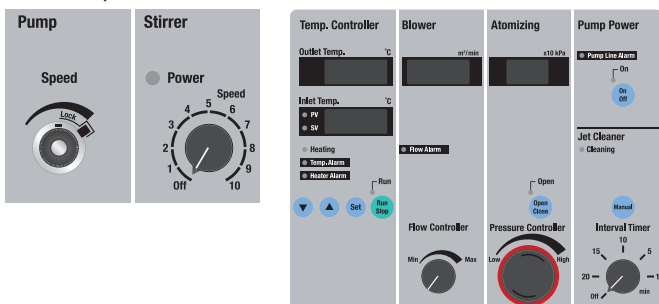 Pump
Speed
Lock
Stirrer
Power
Speed
Off 1 2 3 4 5 6 7 8 9 10
Temp. Controller
Outlet Temp. °C
Inlet Temp. °C
PV
SV
Heating
Temp. Alarm
Heater Alarm
Run
Set
Run
Stop
Blower
m³/min
Flow Alarm
Flow Controller
Min Max
Atomizing
x10 kPa
Open
Open
Close
Pressure Controller
Low High
Pump Power
Pump Line Alarm
On
On
Off
Jet Cleaner
Cleaning
Manual
Interval Timer
10
15 5
20 1
Off min